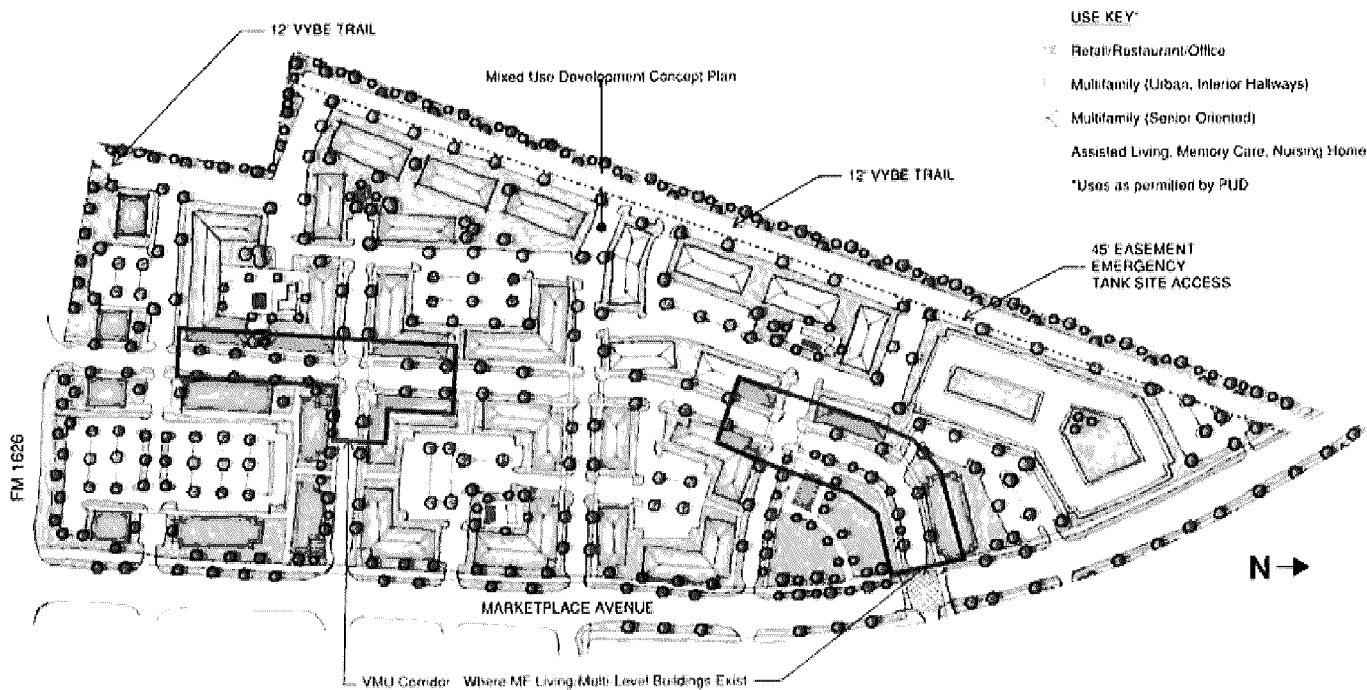 12' VYBE TRAIL
Mixed Use Development Concept Plan
USE KEY*
Retail/Restaurant/Office
Multifamily (Urban, Interior Hallways)
Multifamily (Senior Oriented)
Assisted Living, Memory Care, Nursing Home
*Uses as permitted by PUD
12' VYBE TRAIL
45' EASEMENT
EMERGENCY
TANK SITE ACCESS
FM 1626
N
MARKETPLACE AVENUE
VMU Corridor Where MF Living/Multi-Level Buildings Exist